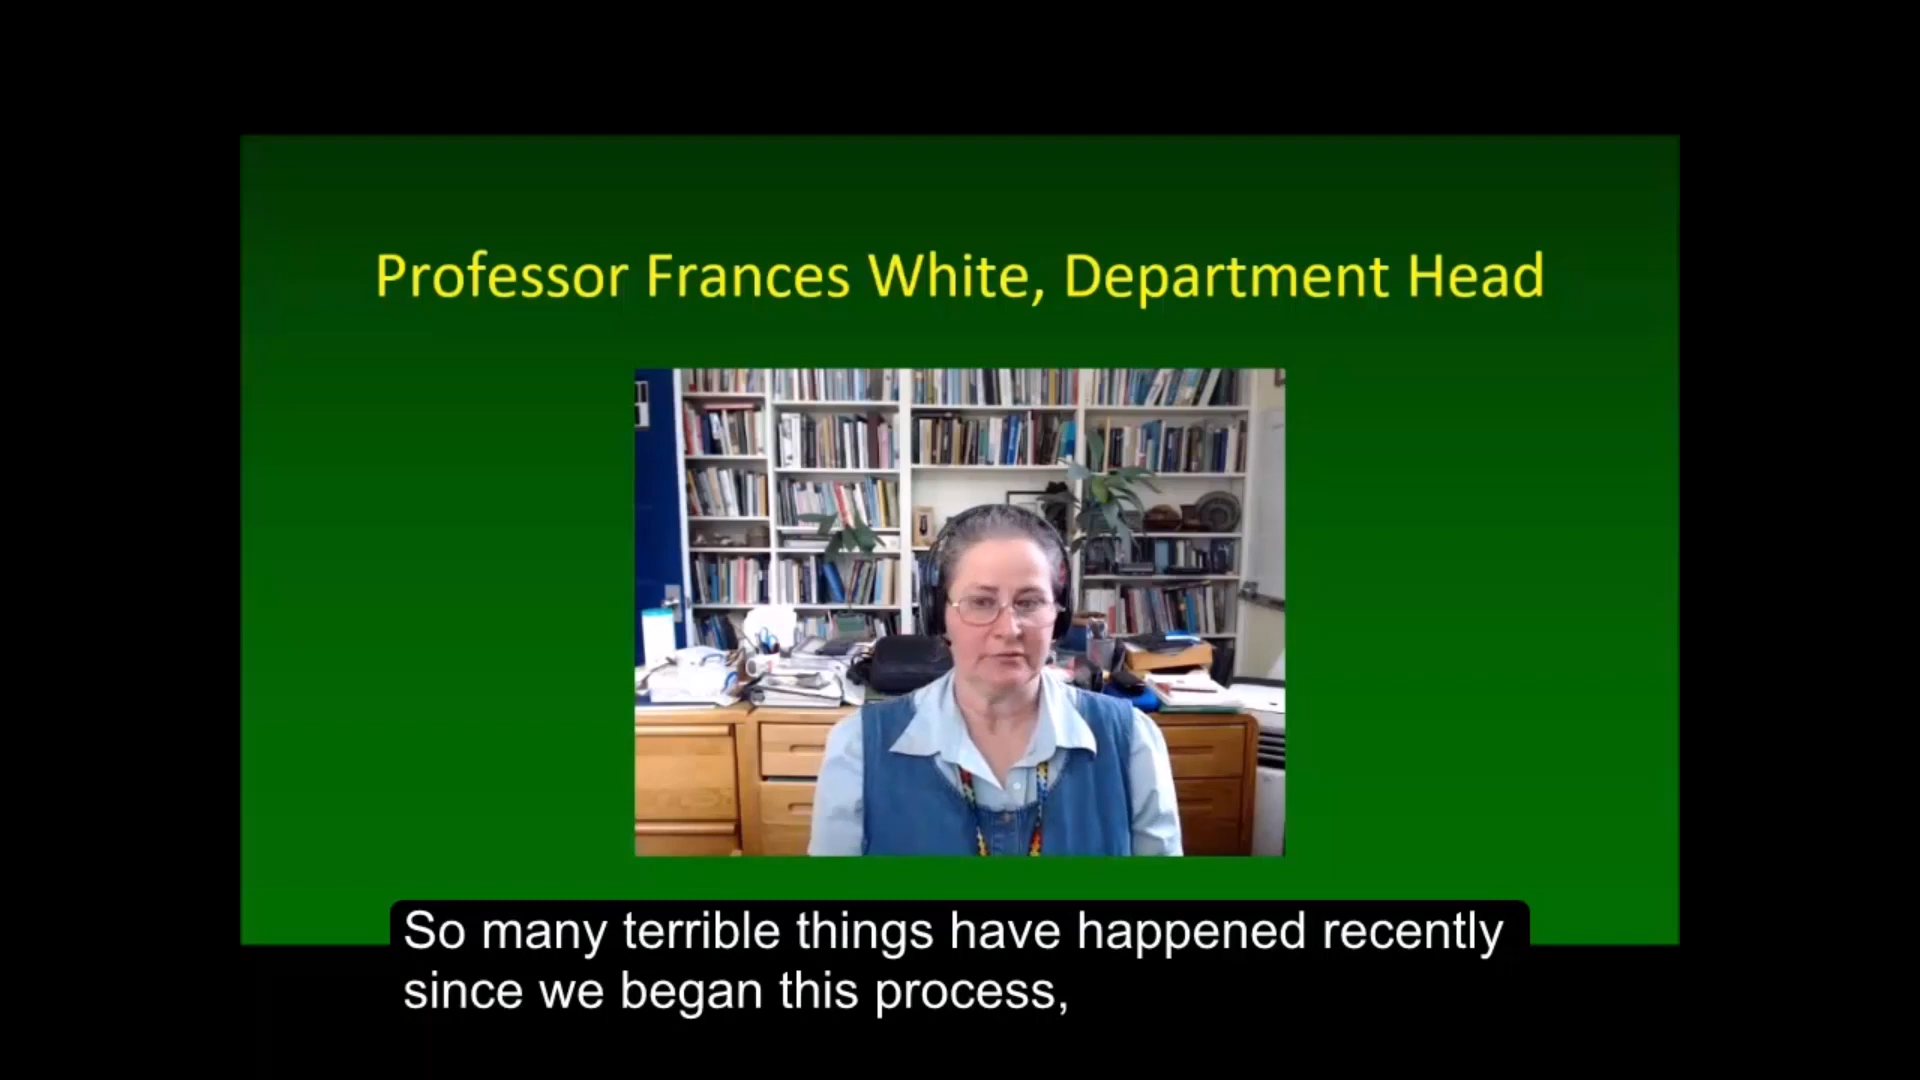 Professor Frances White, Department Head
So many terrible things have happened recently
since we began this process,